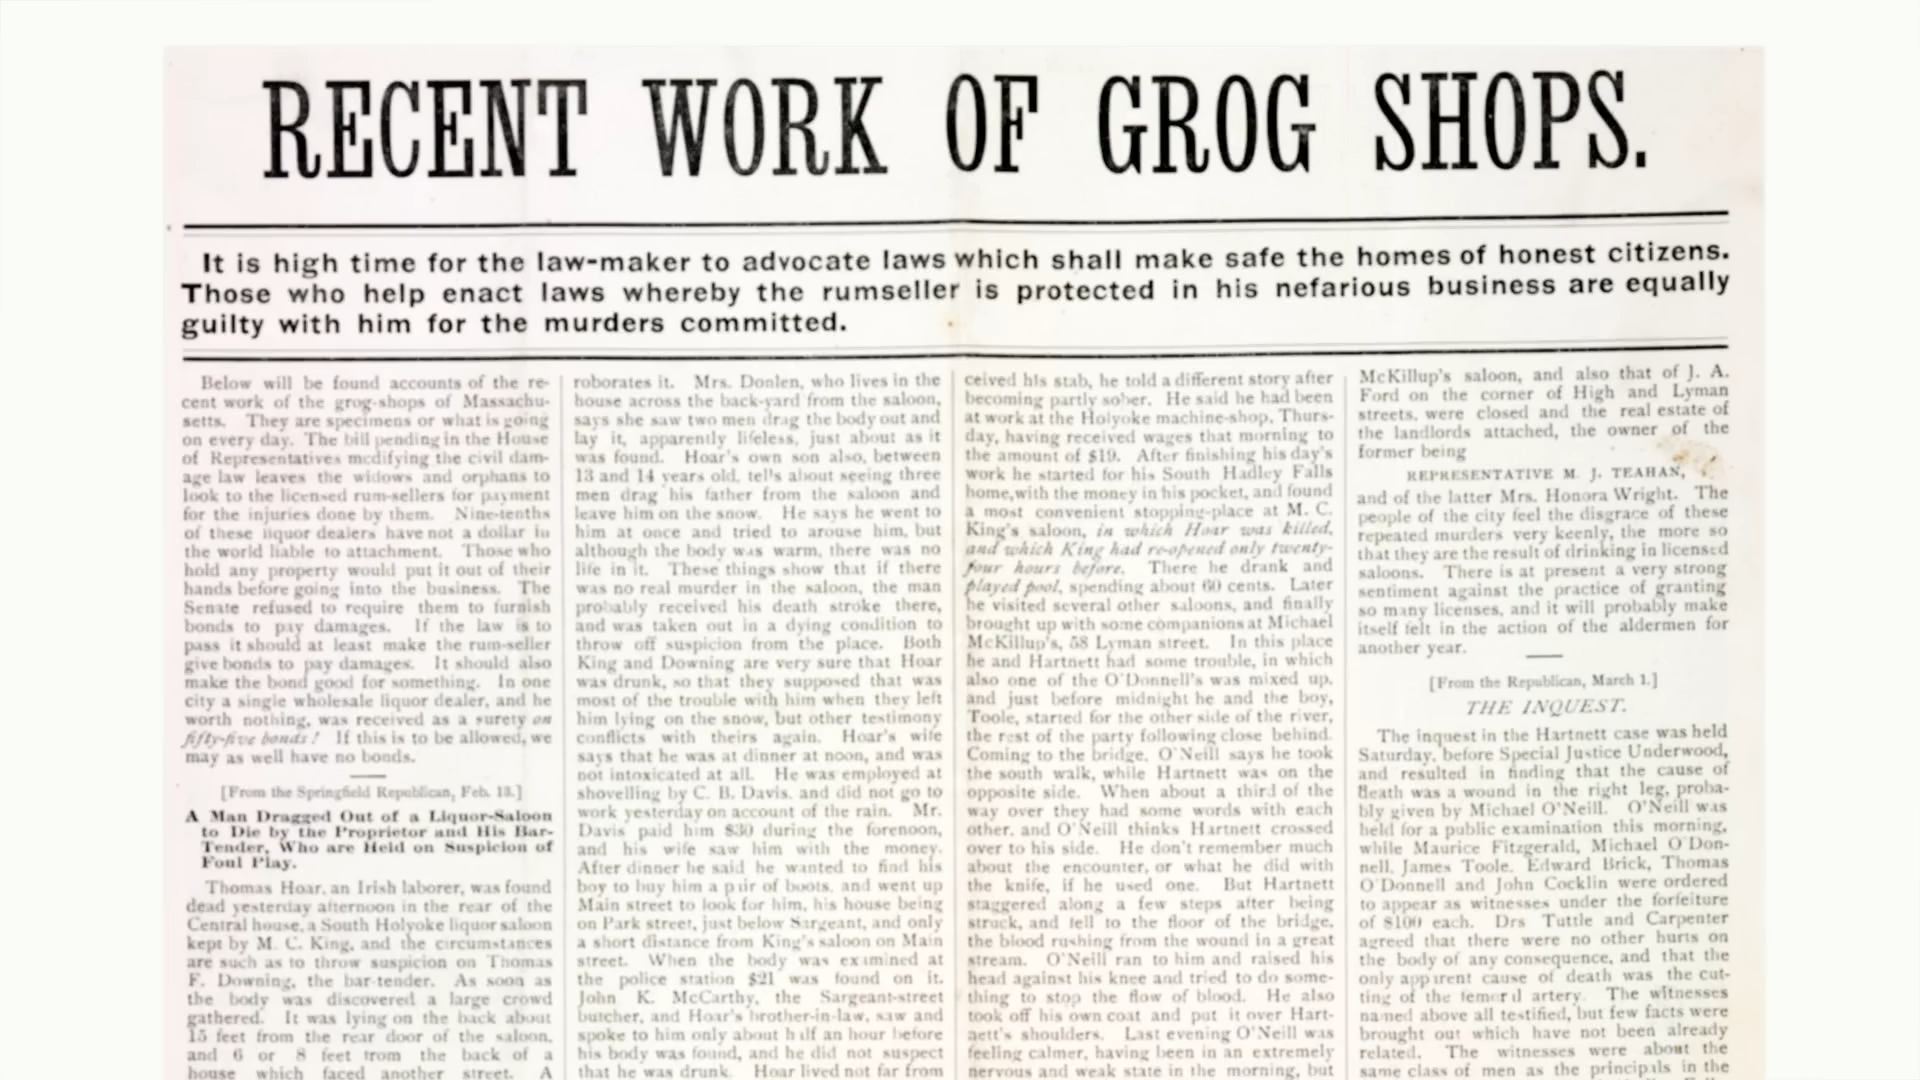 RECENT WORK OF GROG SHOPS.
It is high time for the law-maker to advocate laws which shall make safe the homes of honest citizens.
Those who help enact laws whereby the rumseller is protected in his nefarious business are equally
guilty with him for the murders committed.
Below will be found accounts of the re-
cent work of the grog-shops of Massachu-
setts. They are specimens or what is going
on every day. The bill pending in the House
of Representatives modifying the civil dam-
age law leaves the widows and orphans to
look to the licensed rum-sellers for payment
for the injuries done by them. Nine-tenths
of these liquor dealers have not a dollar in
the world liable to attachment. Those who
hold any property would put it out of their
hands before going into the business. The
Senate refused to require them to furnish
bonds to pay damages. If the law is to
pass it should at least make the rum-seller
give bonds to pay damages. It should also
make the bond good for something. In one
city a single wholesale liquor dealer, and he
worth nothing, was received as a surety on
fifty-five bonds! If this is to be allowed, we
may as well have no bonds.
[From the Springfield Republican, Feb. 13.]
A Man Dragged Out of a Liquor-Saloon
to Die by the Proprietor and His Bar-
Tender, Who are Held on Suspicion of
Foul Play.
Thomas Hoar, an Irish laborer, was found
dead yesterday afternoon in the rear of the
Central house, a South Holyoke liquor saloon
kept by M. C. King, and the circumstances
are such as to throw suspicion on Thomas
F. Downing, the bar-tender. As soon as
the body was discovered a large crowd
gathered. It was lying on the back about
15 feet from the rear door of the saloon,
and 6 or 8 feet from the back of a
house which faced another street. A
roborates it. Mrs. Donlen, who lives in the
house across the back-yard from the saloon,
says she saw two men drag the body out and
lay it, apparently lifeless, just about as it
was found. Hoar's own son also, between
13 and 14 years old, tells about seeing three
men drag his father from the saloon and
leave him on the snow. He says he went to
him at once and tried to arouse him, but
although the body was warm, there was no
life in it. These things show that if there
was no real murder in the saloon, the man
probably received his death stroke there,
and was taken out in a dying condition to
throw off suspicion from the place. Both
King and Downing are very sure that Hoar
was drunk, so that they supposed that was
most of the trouble with him when they left
him lying on the snow, but other testimony
conflicts with theirs again. Hoar's wife
says that he was at dinner at noon, and was
not intoxicated at all. He was employed at
shovelling by C. B. Davis, and did not go to
work yesterday on account of the rain. Mr.
Davis paid him $30 during the forenoon,
and his wife saw him with the money.
After dinner he said he wanted to find his
boy to buy him a pair of boots, and went up
Main street to look for him, his house being
on Park street, just below Sargeant, and only
a short distance from King's saloon on Main
street. When the body was examined at
the police station $21 was found on it.
John K. McCarthy, the Sargeant-street
butcher, and Hoar's brother-in-law, saw and
spoke to him only about half an hour before
his body was found, and he did not suspect
that he was drunk. Hoar lived not far from
ceived his stab, he told a different story after
becoming partly sober. He said he had been
at work at the Holyoke machine-shop, Thurs-
day, having received wages that morning to
the amount of $19. After finishing his day's
work he started for his South Hadley Falls
home, with the money in his pocket, and found
a most convenient stopping-place at M. C.
King's saloon, in which Hoar was killed,
and which King had re-opened only twenty-
four hours before. There he drank and
played pool, spending about 60 cents. Later
he visited several other saloons, and finally
brought up with some companions at Michael
McKillup's, 58 Lyman street. In this place
he and Hartnett had some trouble, in which
also one of the O'Donnell's was mixed up,
and just before midnight he and the boy,
Toole, started for the other side of the river,
the rest of the party following close behind.
Coming to the bridge, O'Neill says he took
the south walk, while Hartnett was on the
opposite side. When about a third of the
way over they had some words with each
other, and O'Neill thinks Hartnett crossed
over to his side. He don't remember much
about the encounter, or what he did with
the knife, if he used one. But Hartnett
staggered along a few steps after being
struck, and fell to the floor of the bridge,
the blood rushing from the wound in a great
stream. O'Neill ran to him and raised his
head against his knee and tried to do some-
thing to stop the flow of blood. He also
took off his own coat and put it over Hart-
nett's shoulders. Last evening O'Neill was
feeling calmer, having been in an extremely
nervous and weak state in the morning, but
McKillup's saloon, and also that of J. A.
Ford on the corner of High and Lyman
streets, were closed and the real estate of
the landlords attached, the owner of the
former being
REPRESENTATIVE M. J. TEAHAN,
and of the latter Mrs. Honora Wright. The
people of the city feel the disgrace of these
repeated murders very keenly, the more so
that they are the result of drinking in licensed
saloons. There is at present a very strong
sentiment against the practice of granting
so many licenses, and it will probably make
itself felt in the action of the aldermen for
another year.
[From the Republican, March 1.]
THE INQUEST.
The inquest in the Hartnett case was held
Saturday, before Special Justice Underwood,
and resulted in finding that the cause of
death was a wound in the right leg, proba-
bly given by Michael O'Neill. O'Neill was
held for a public examination this morning,
while Maurice Fitzgerald, Michael O'Don-
nell, James Toole, Edward Brick, Thomas
O'Donnell and John Cocklin were ordered
to appear as witnesses under the forfeiture
of $100 each. Drs Tuttle and Carpenter
agreed that there were no other hurts on
the body of any consequence, and that the
only apparent cause of death was the cut-
ting of the femoral artery. The witnesses
named above all testified, but few facts were
brought out which have not been already
related. The witnesses were about the
same class of men as the principals in the